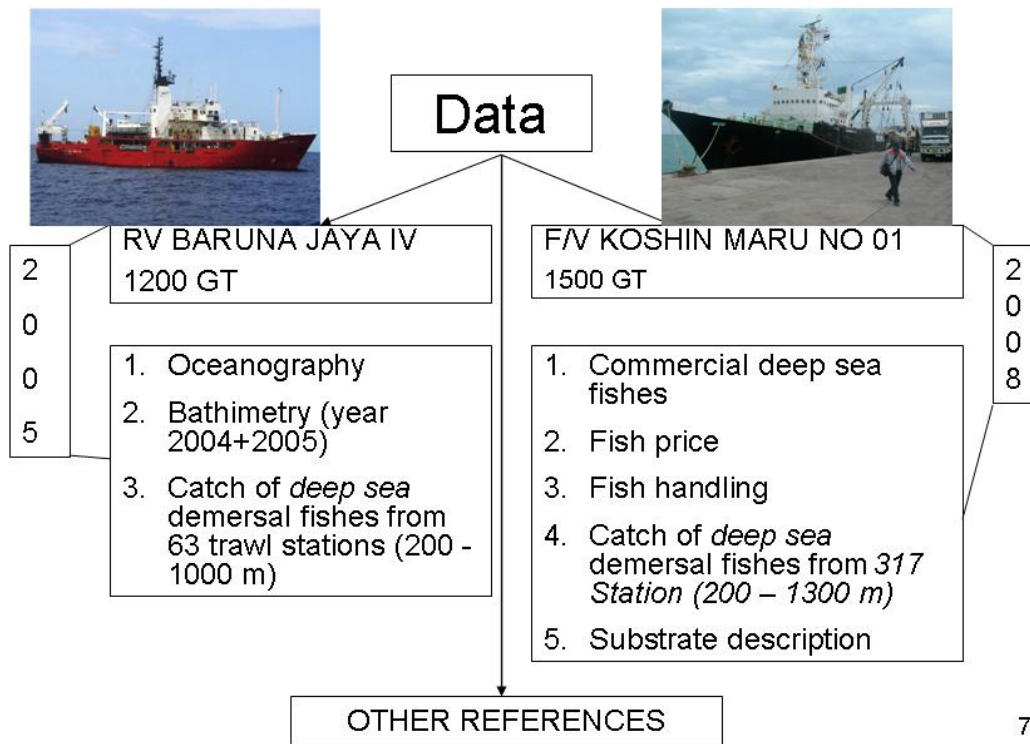 Data
RV BARUNA JAYA IV
1200 GT
2
0
0
5
1. Oceanography
2. Bathimetry (year
2004+2005)
3. Catch of deep sea
demersal fishes from
63 trawl stations (200 -
1000 m)
F/V KOSHIN MARU NO 01
1500 GT
2
0
0
8
1. Commercial deep sea
fishes
2. Fish price
3. Fish handling
4. Catch of deep sea
demersal fishes from 317
Station (200 – 1300 m)
5. Substrate description
OTHER REFERENCES
7